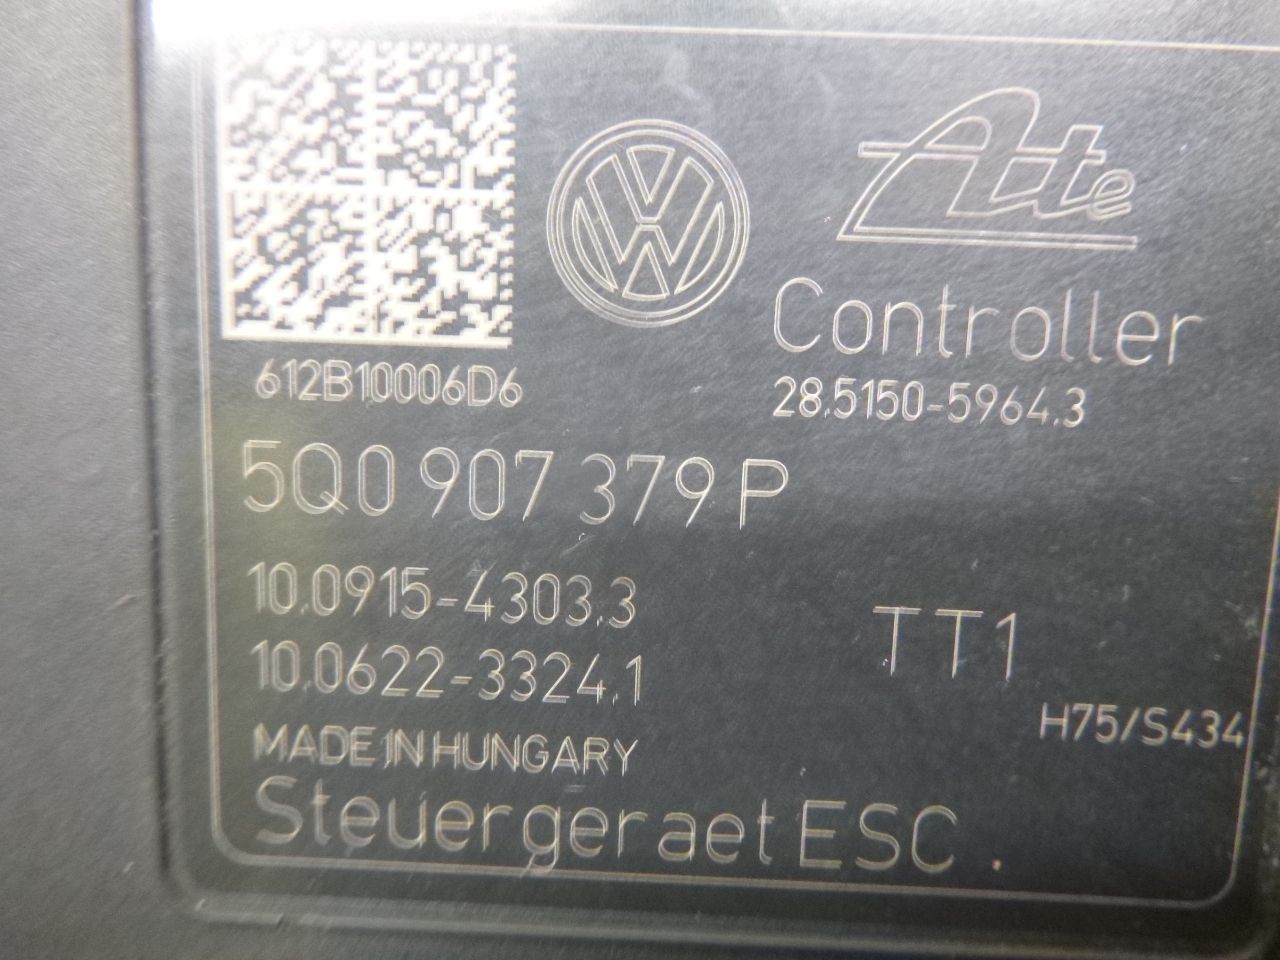 Ate
Controller
28.5150-5964.3
612B10006D6
5Q0 907 379 P
10.0915-4303.3
10.0622-3324.1
TT1
H75/S434
MADE IN HUNGARY
Steuergeraet ESC